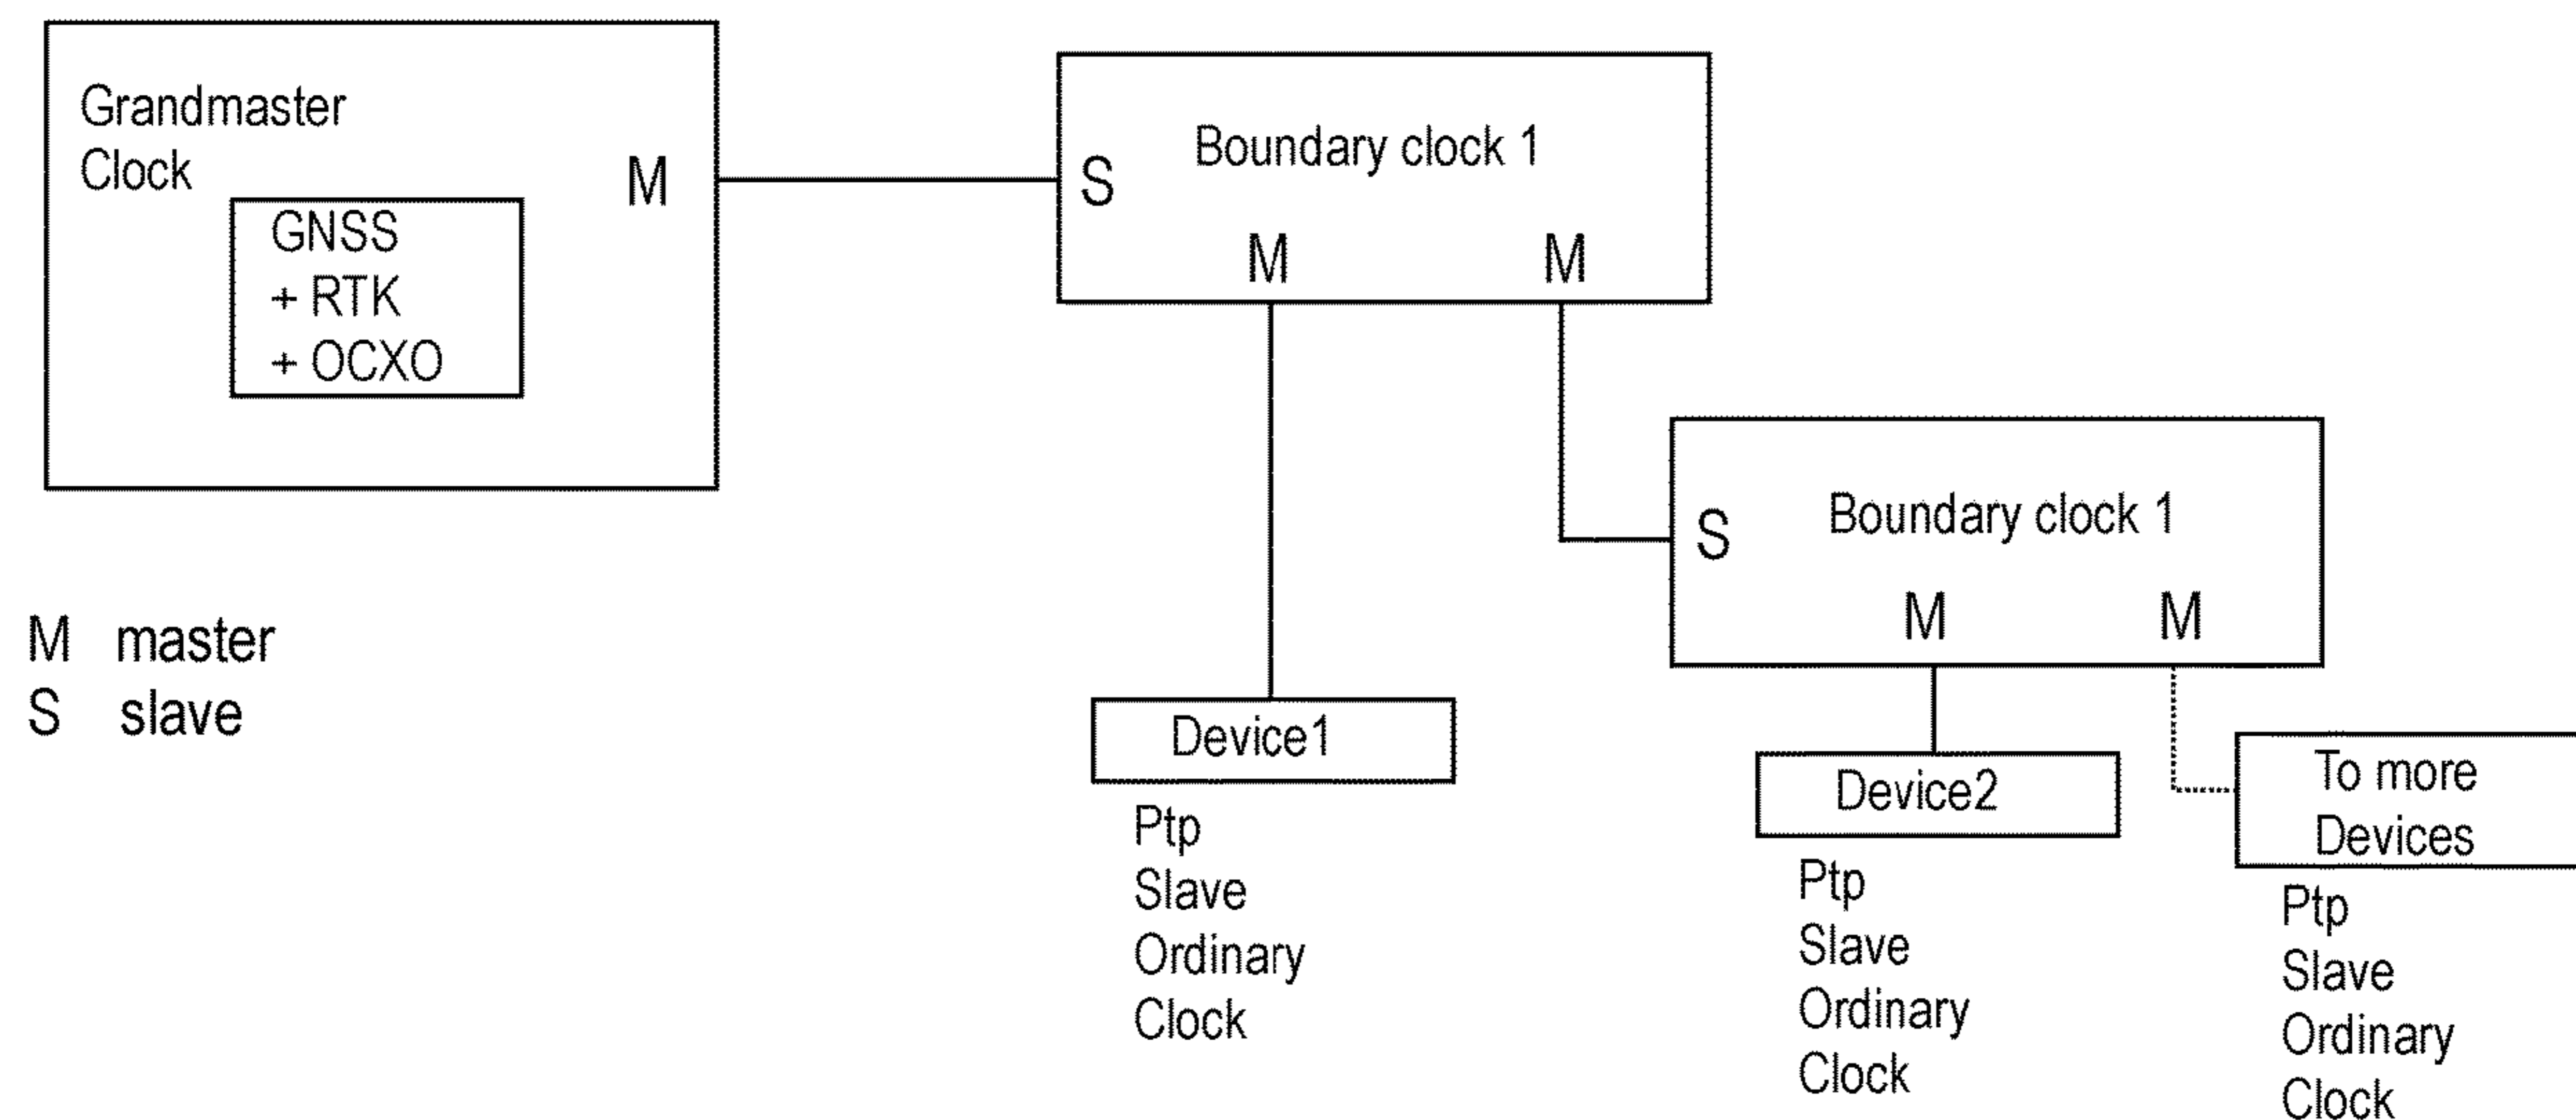 Grandmaster
Clock
M
GNSS
+ RTK
+ OCXO
S
Boundary clock 1
M
M
S
Boundary clock 1
M
M
M master
S slave
Device1
Ptp
Slave
Ordinary
Clock
Device2
Ptp
Slave
Ordinary
Clock
To more
Devices
Ptp
Slave
Ordinary
Clock